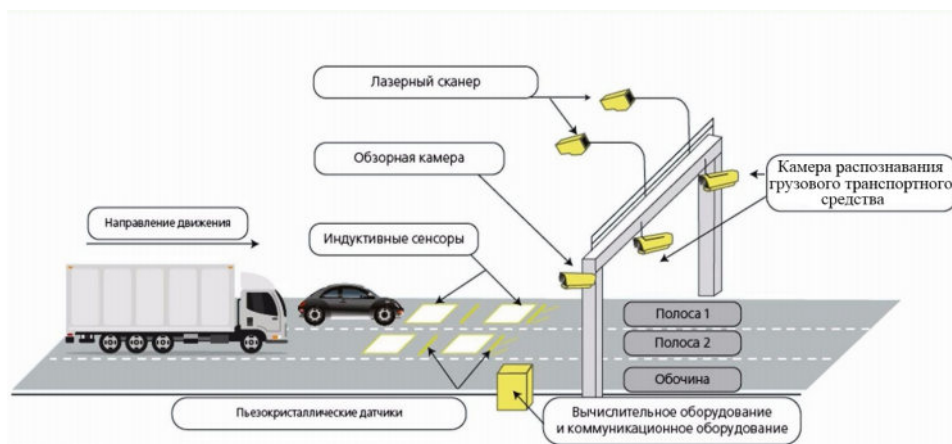 Лазерный сканер
Обзорная камера
Камера распознавания
грузового транспортного
средства
Направление движения
Индуктивные сенсоры
Полоса 1
Полоса 2
Обочина
Пьезокристаллические датчики
Вычислительное оборудование
и коммуникационное оборудование